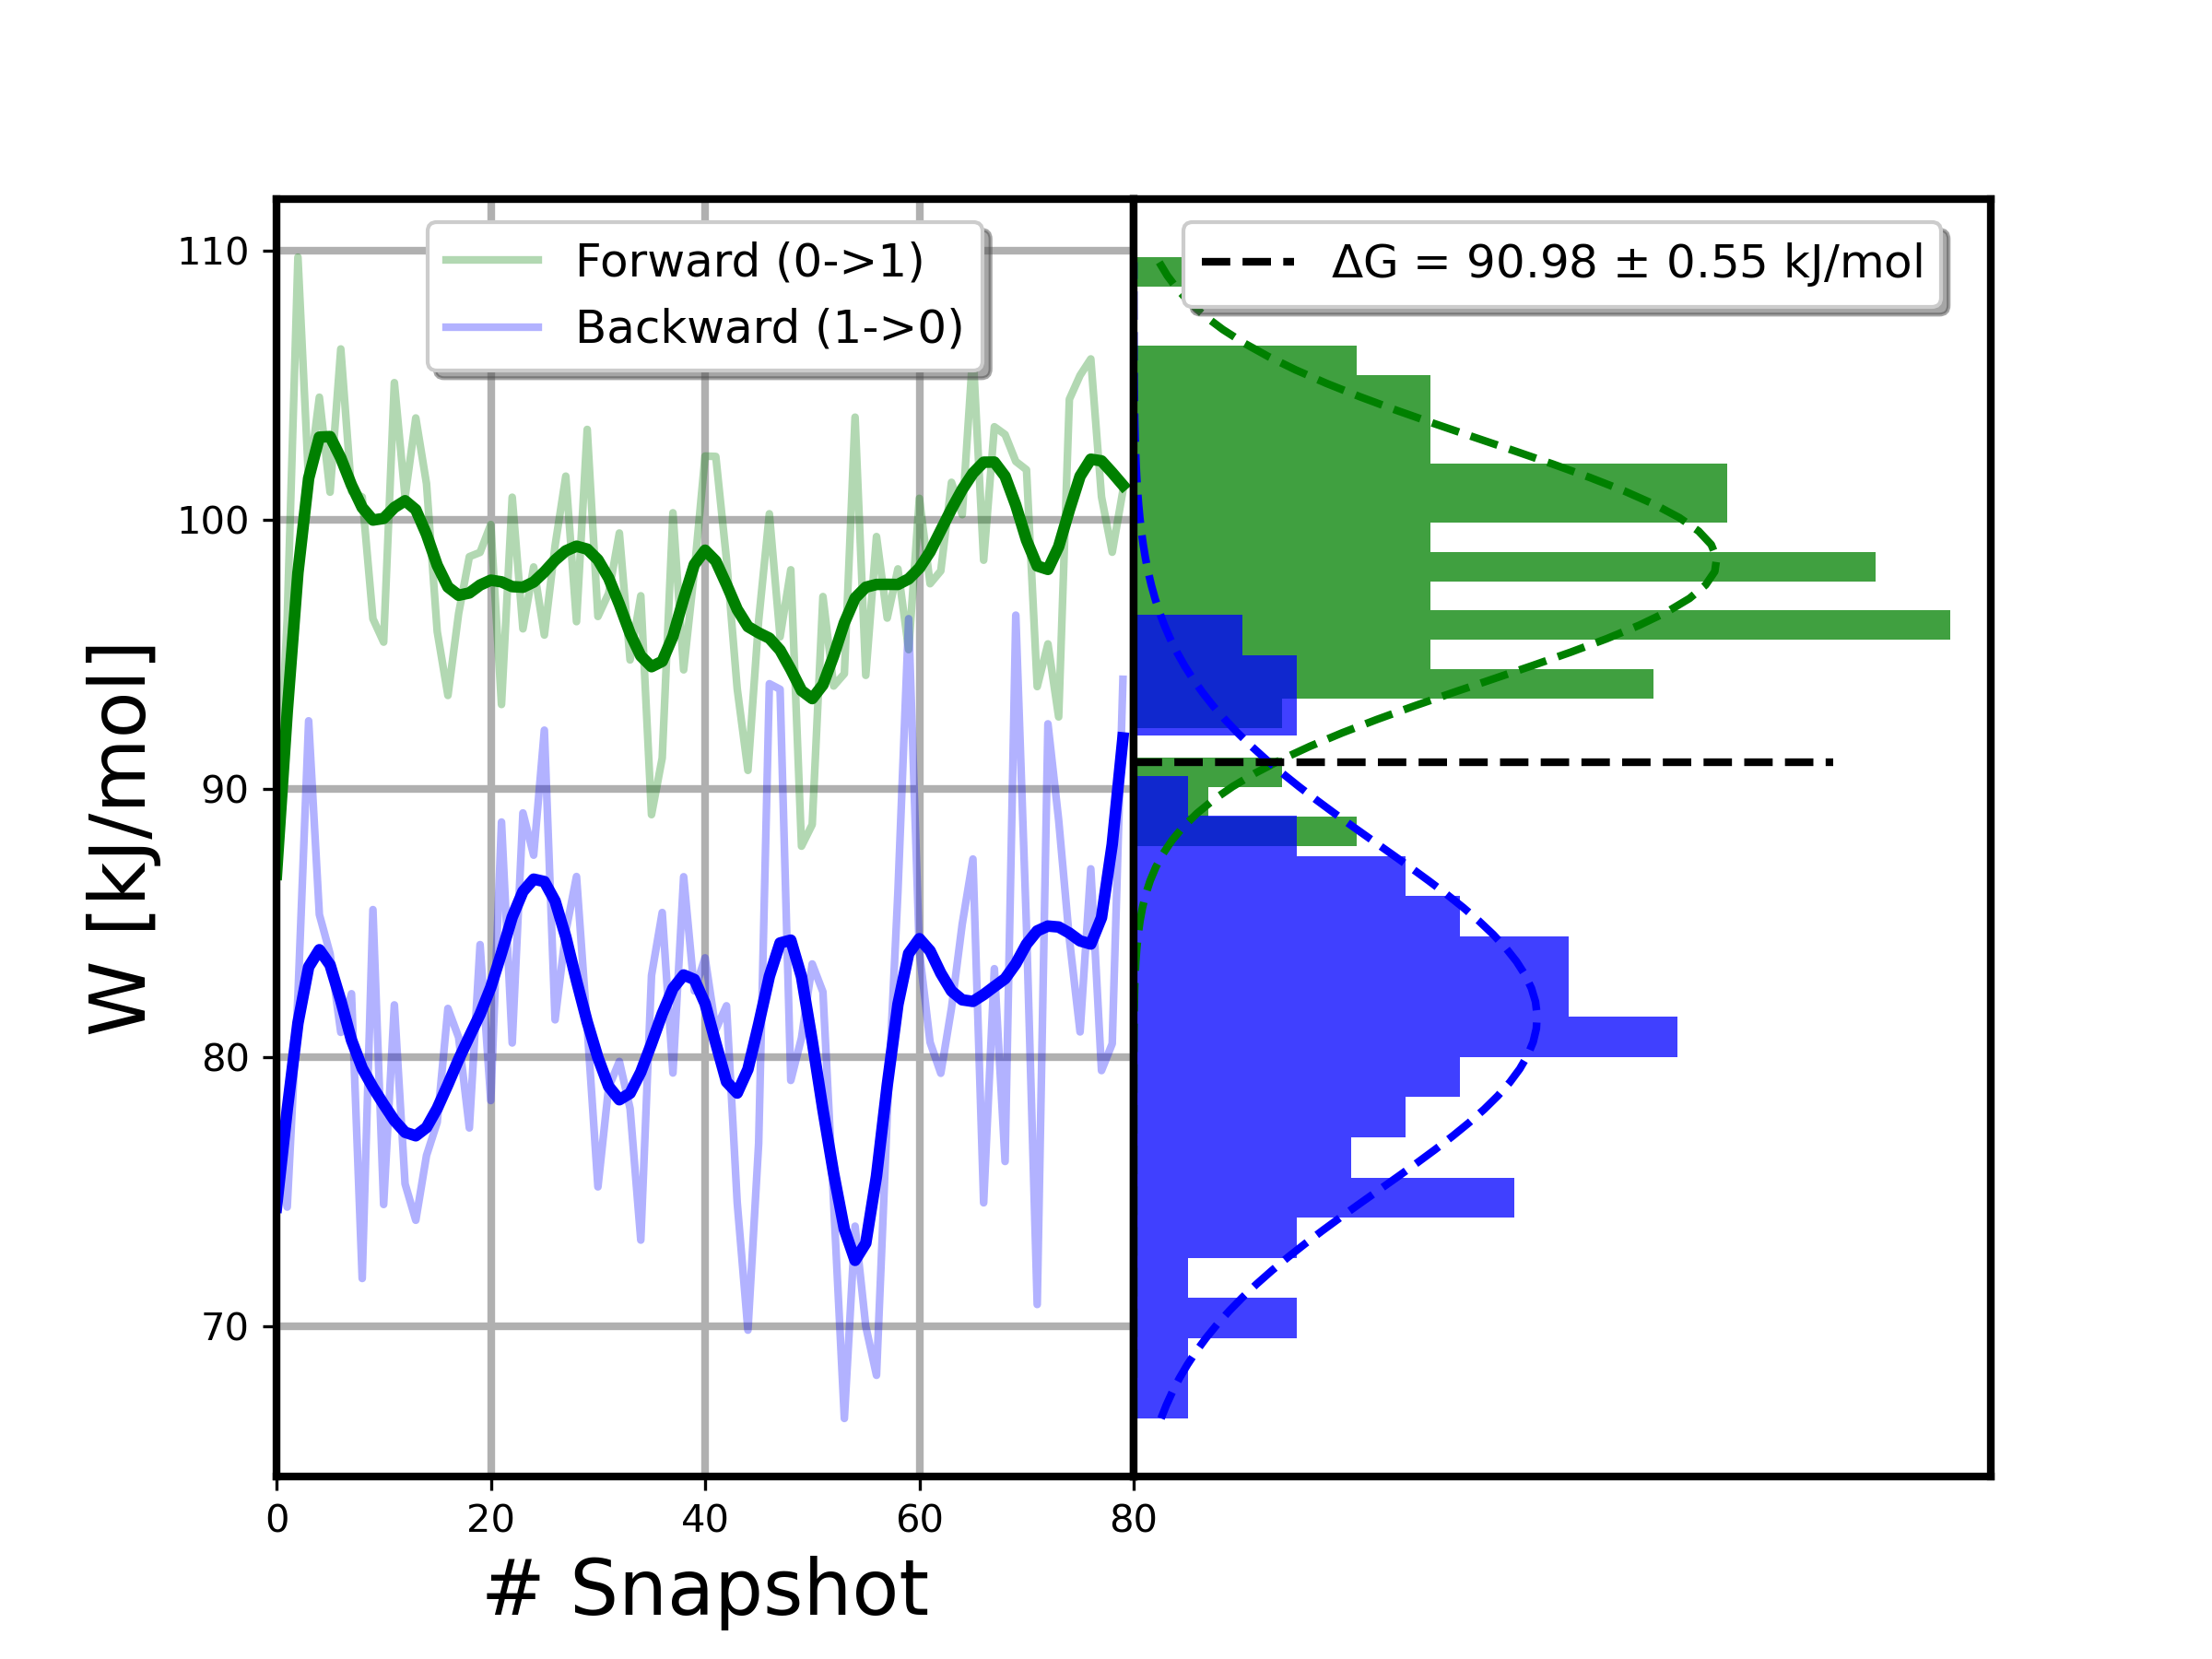 Forward (0->1)
Backward (1->0)
ΔG = 90.98 ± 0.55 kJ/mol
110
100
90
80
70
W [kJ/mol]
0
20
40
60
80
# Snapshot